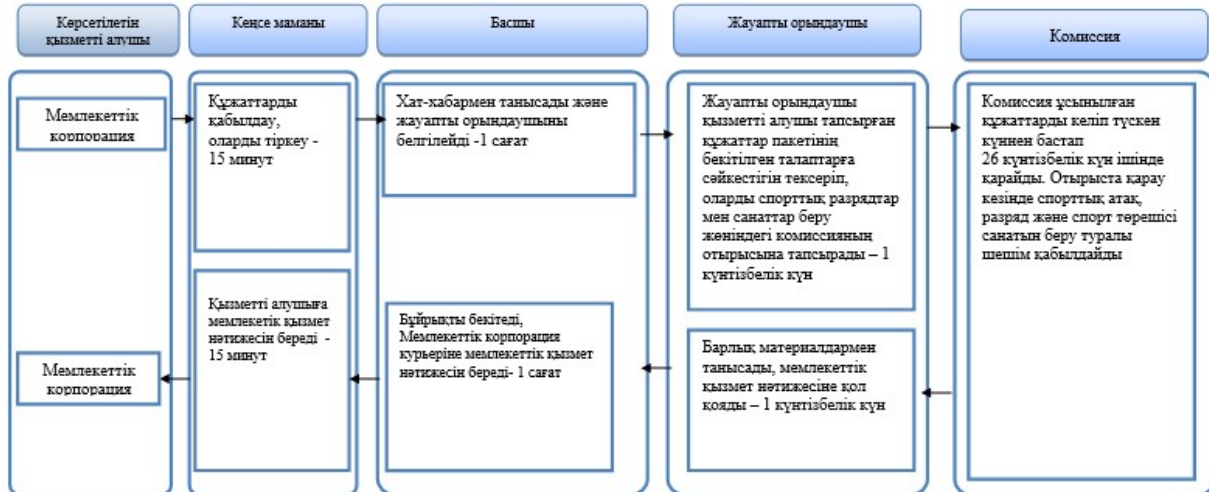 Көрсетілетін
қызметті алушы
Кеңсе маманы
Басшы
Жауапты орындаушы
Комиссия
Мемлекеттік
корпорация
Құжаттарды
қабылдау,
оларды тіркеу -
15 минут
Хат-хабармен танысады және
жауапты орындаушыны
белгілейді -1 сағат
Жауапты орындаушы
қызметті алушы тапсырған
құжаттар пакетінің
бекітілген талаптарға
сәйкестігін тексеріп,
оларды спорттық разрядтар
мен санаттар беру
жөніндегі комиссияның
отырысына тапсырады – 1
күнтізбелік күн
Комиссия ұсынылған
құжаттарды келіп түскен
күннен бастап
26 күнтізбелік күн ішінде
қарайды. Отырыста қарау
кезінде спорттық атақ,
разряд және спорт төрешісі
санатын беру туралы
шешім қабылдайды
Мемлекеттік
корпорация
Қызметті алушыға
мемлекетік қызмет
нәтижесін береді -
15 минут
Бұйрықты бекітеді,
Мемлекеттік корпорация
курьеріне мемлекеттік қызмет
нәтижесін береді- 1 сағат
Барлық материалдармен
танысады, мемлекеттік
қызмет нәтижесіне қол
қояды – 1 күнтізбелік күн